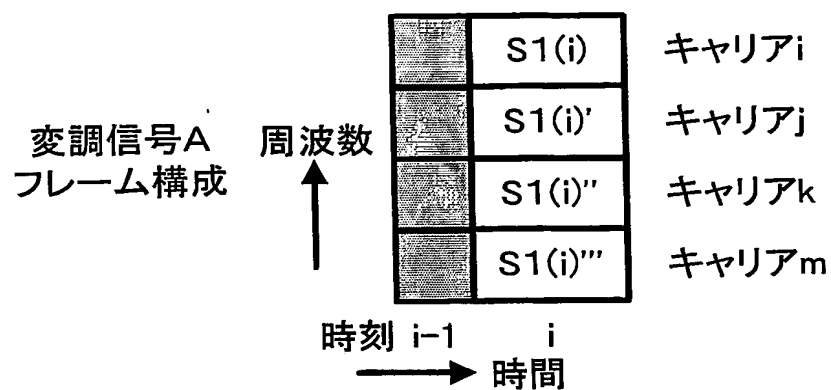 S1(i) キャリアi
S1(i)' キャリアj
変調信号A
フレーム構成
周波数
S1(i)'' キャリアk
S1(i)''' キャリアm
時刻 i-1 i
時間